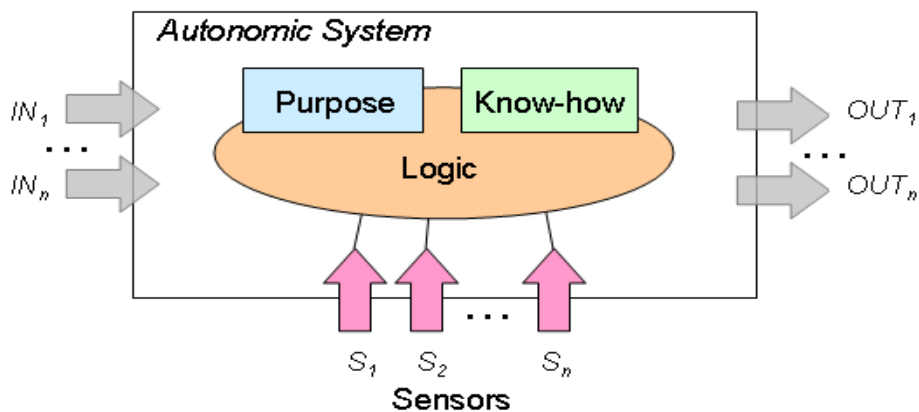 Autonomic System
Purpose
Know-how
Logic
IN1
...
INn
OUT1
...
OUTn
...
S1
S2
Sn
Sensors